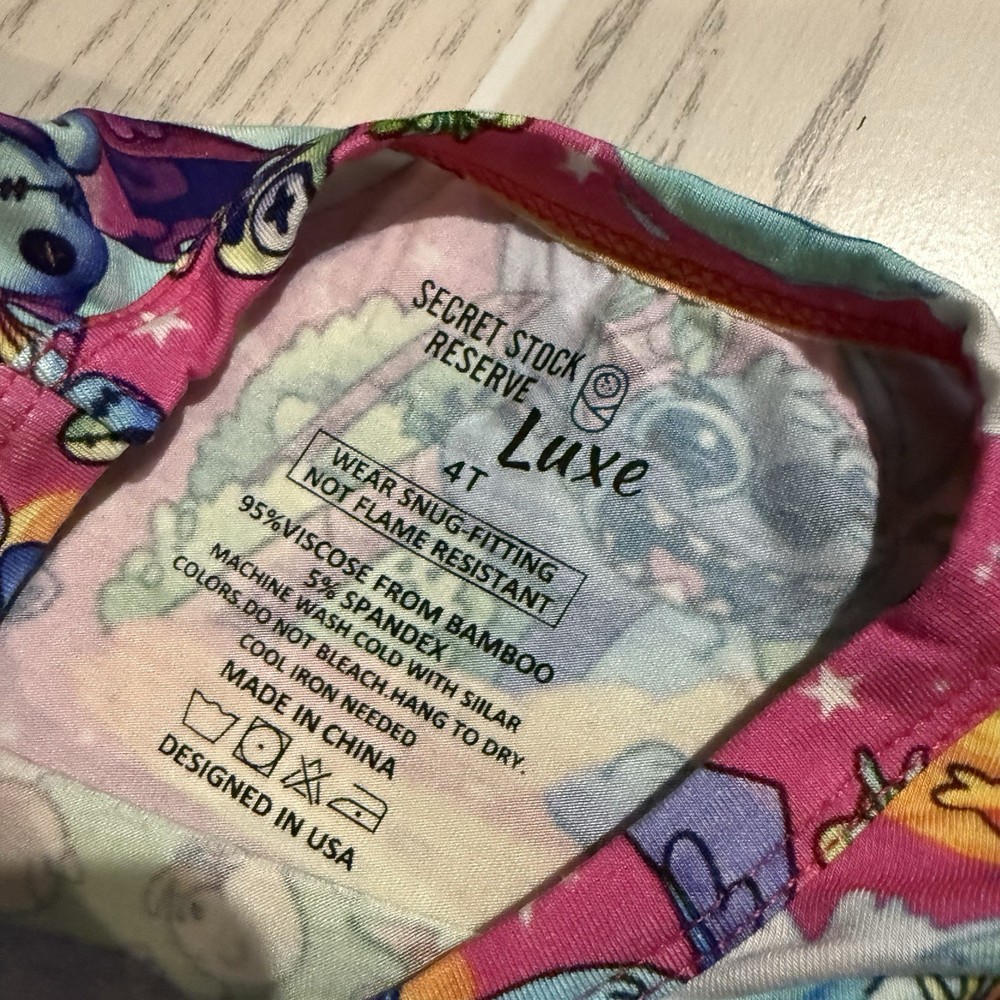 SECRET STOCK
RESERVE
Luxe
4T
WEAR SNUG-FITTING
NOT FLAME RESISTANT
95%VISCOSE FROM BAMBOO
5% SPANDEX
MACHINE WASH COLD WITH SIILAR
COLORS.DO NOT BLEACH.HANG TO DRY.
COOL IRON NEEDED
MADE IN CHINA
DESIGNED IN USA